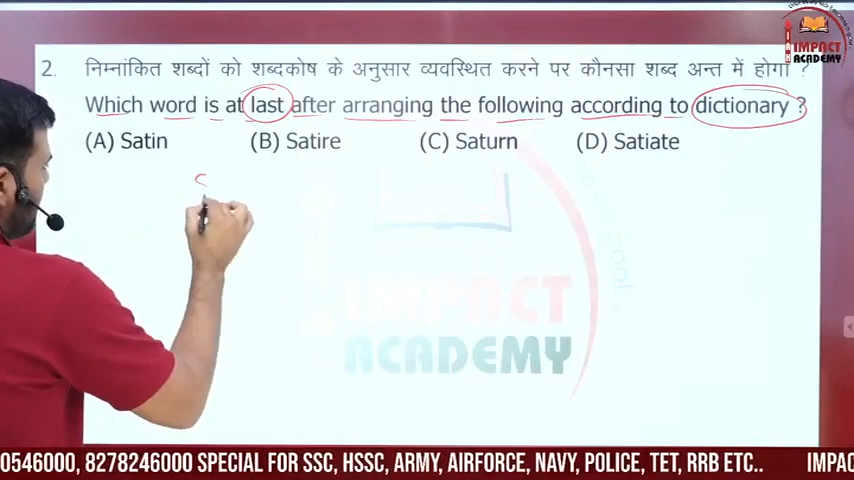 IMPACT
ACADEMY
2. निम्नांकित शब्दों को शब्दकोष के अनुसार व्यवस्थित करने पर कौनसा शब्द अन्त में होगा ?
Which word is at last after arranging the following according to dictionary ?
(A) Satin (B) Satire (C) Saturn (D) Satiate
IMPACT
ACADEMY
0546000, 8278246000 SPECIAL FOR SSC, HSSC, ARMY, AIRFORCE, NAVY, POLICE, TET, RRB ETC.. IMPAC